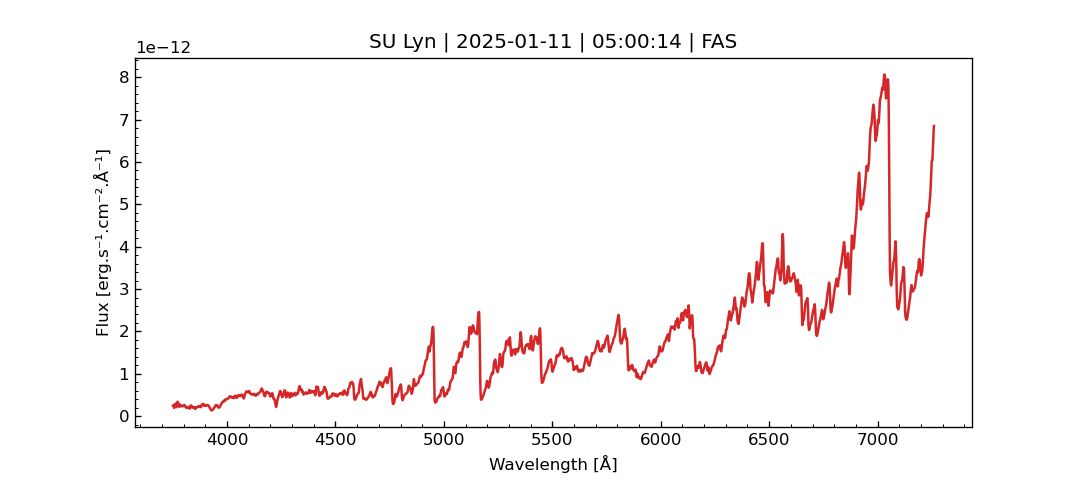 SU Lyn | 2025-01-11 | 05:00:14 | FAS
1e−12
8
7
6
5
4
3
2
1
0
Flux [erg.s⁻¹.cm⁻².Å⁻¹]
4000 4500 5000 5500 6000 6500 7000
Wavelength [Å]